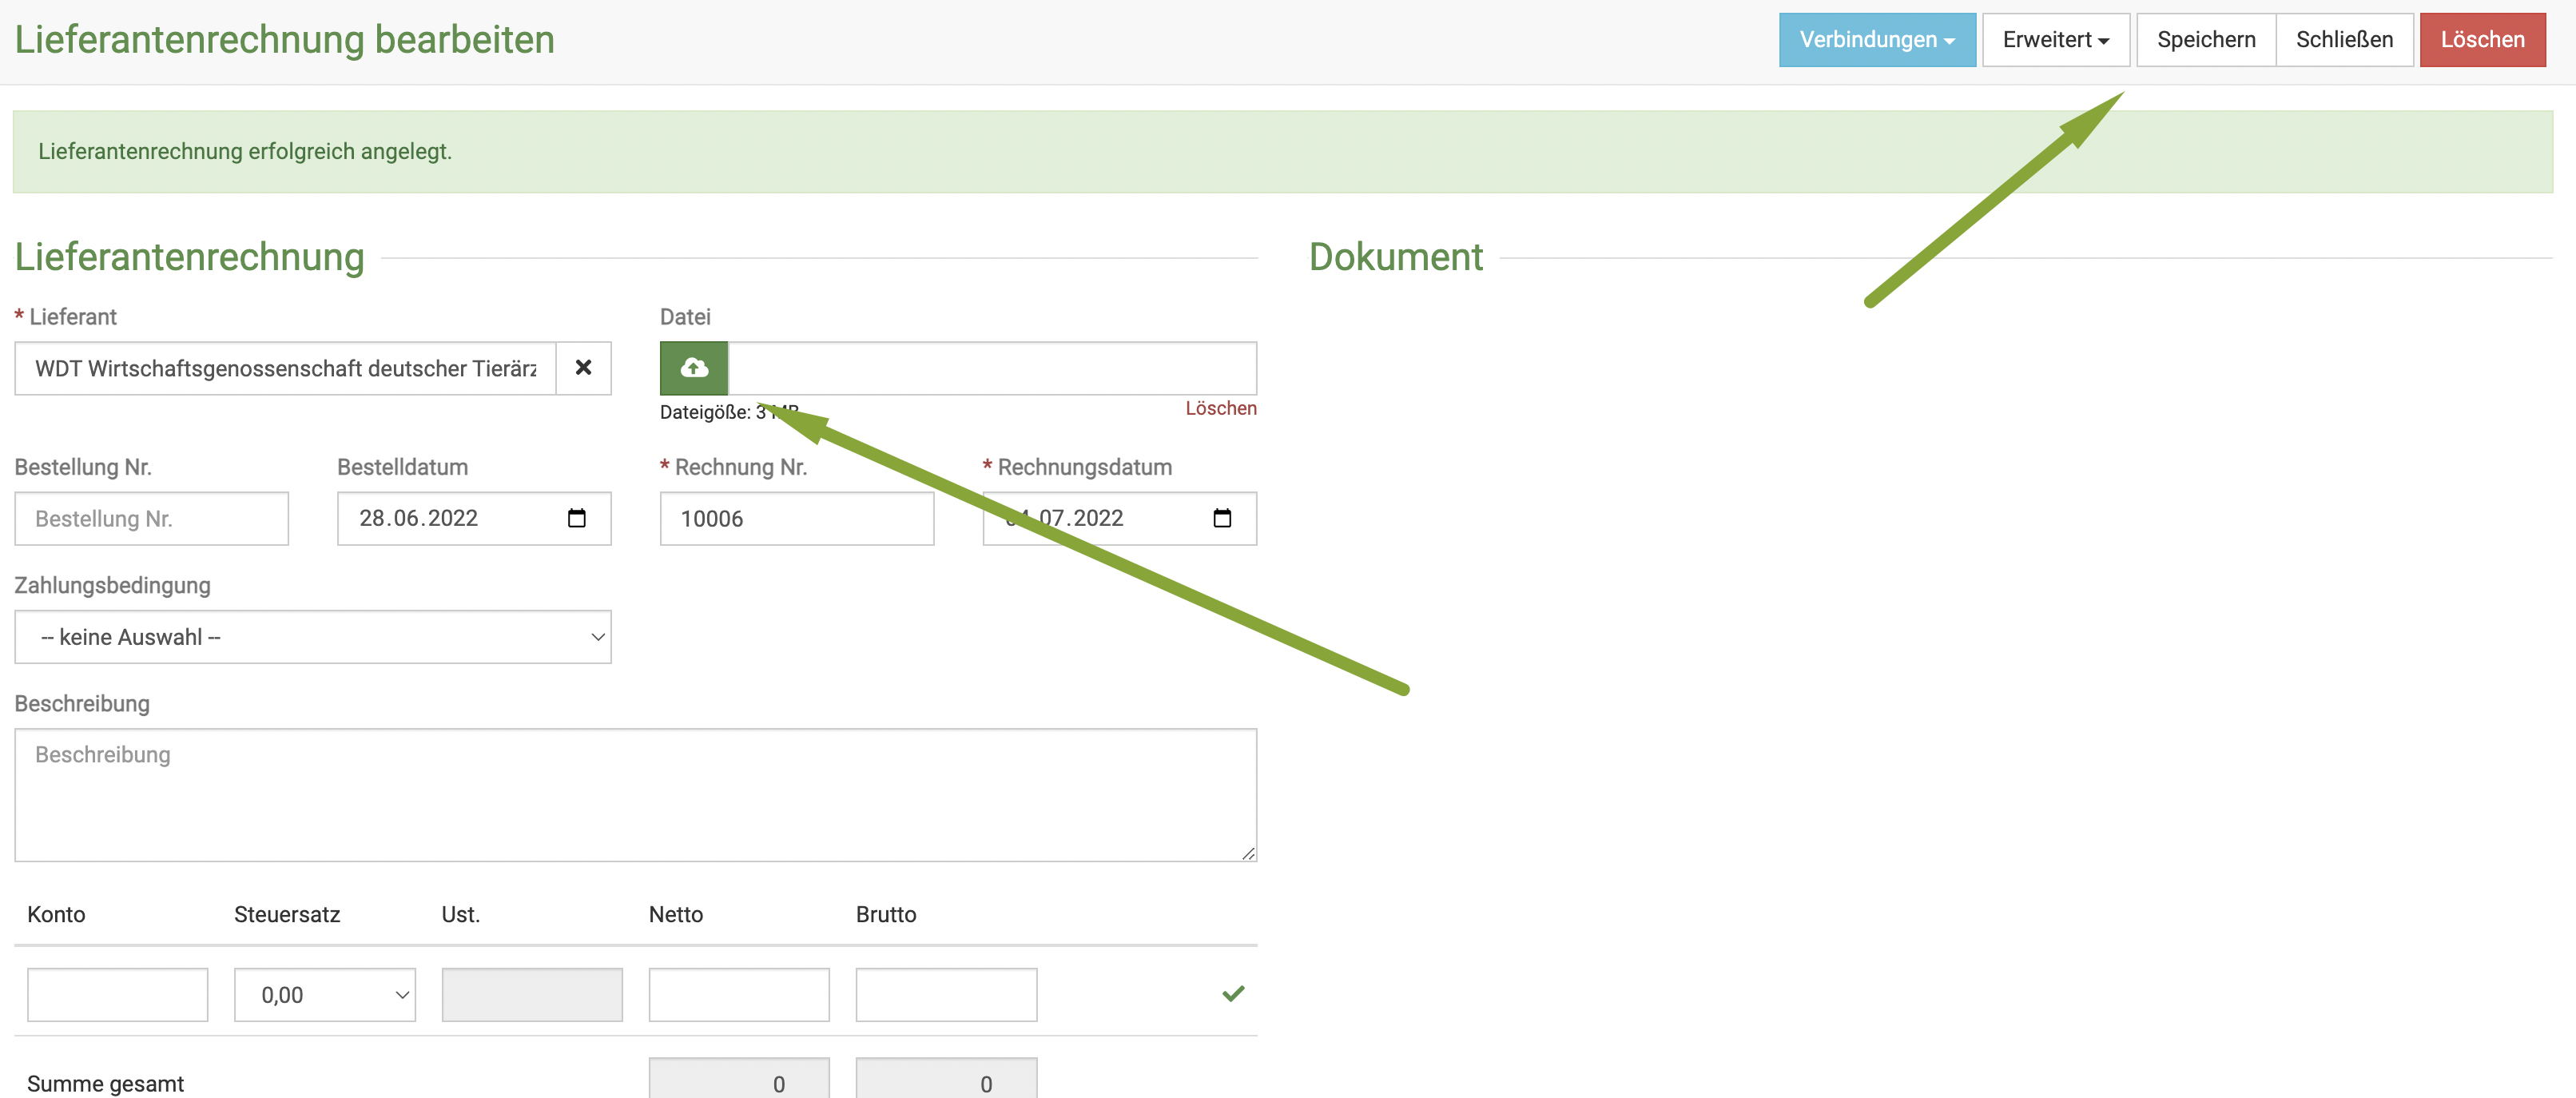 Lieferantenrechnung bearbeiten
Verbindungen Erweitert Speichern Schließen Löschen
Lieferantenrechnung erfolgreich angelegt.
Lieferantenrechnung
Dokument
* Lieferant
Datei
WDT Wirtschaftsgenossenschaft deutscher Tierärz
Dateigöße: 3 MB
Löschen
Bestellung Nr. Bestelldatum * Rechnung Nr. * Rechnungsdatum
Bestellung Nr. 28.06.2022 10006 04.07.2022
Zahlungsbedingung
-- keine Auswahl --
Beschreibung
Beschreibung
Konto Steuersatz Ust. Netto Brutto
0,00
Summe gesamt 0 0